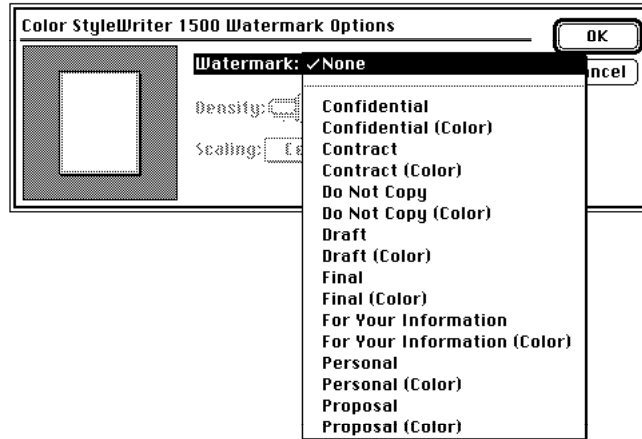 Color StyleWriter 1500 Watermark Options
OK
Watermark: ✓None
ncel
Density:
Scaling: Ce
Confidential
Confidential (Color)
Contract
Contract (Color)
Do Not Copy
Do Not Copy (Color)
Draft
Draft (Color)
Final
Final (Color)
For Your Information
For Your Information (Color)
Personal
Personal (Color)
Proposal
Proposal (Color)